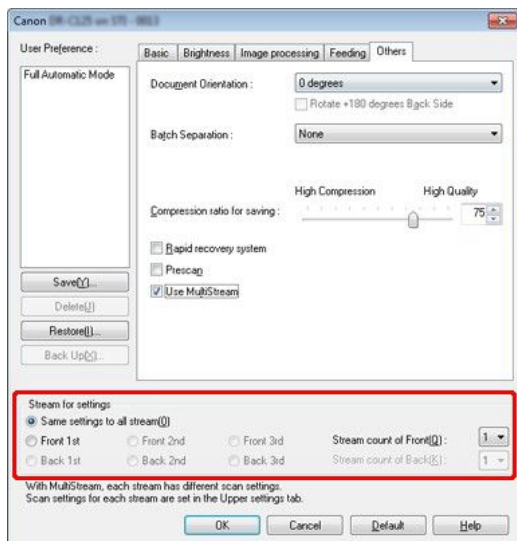 Canon
User Preference :
Full Automatic Mode
Save(Y)...
Delete(J)
Restore(I)...
Back Up(X)...
Basic Brightness Image processing Feeding Others
Document Orientation : 0 degrees
Rotate +180 degrees Back Side
Batch Separation : None
High Compression High Quality
Compression ratio for saving : 75
Rapid recovery system
Prescan
Use MultiStream
Stream for settings
Same settings to all stream(0)
Front 1st Front 2nd Front 3rd Stream count of Front(Q) : 1
Back 1st Back 2nd Back 3rd Stream count of Back(K) : 1
With MultiStream, each stream has different scan settings.
Scan settings for each stream are set in the Upper settings tab.
OK Cancel Default Help